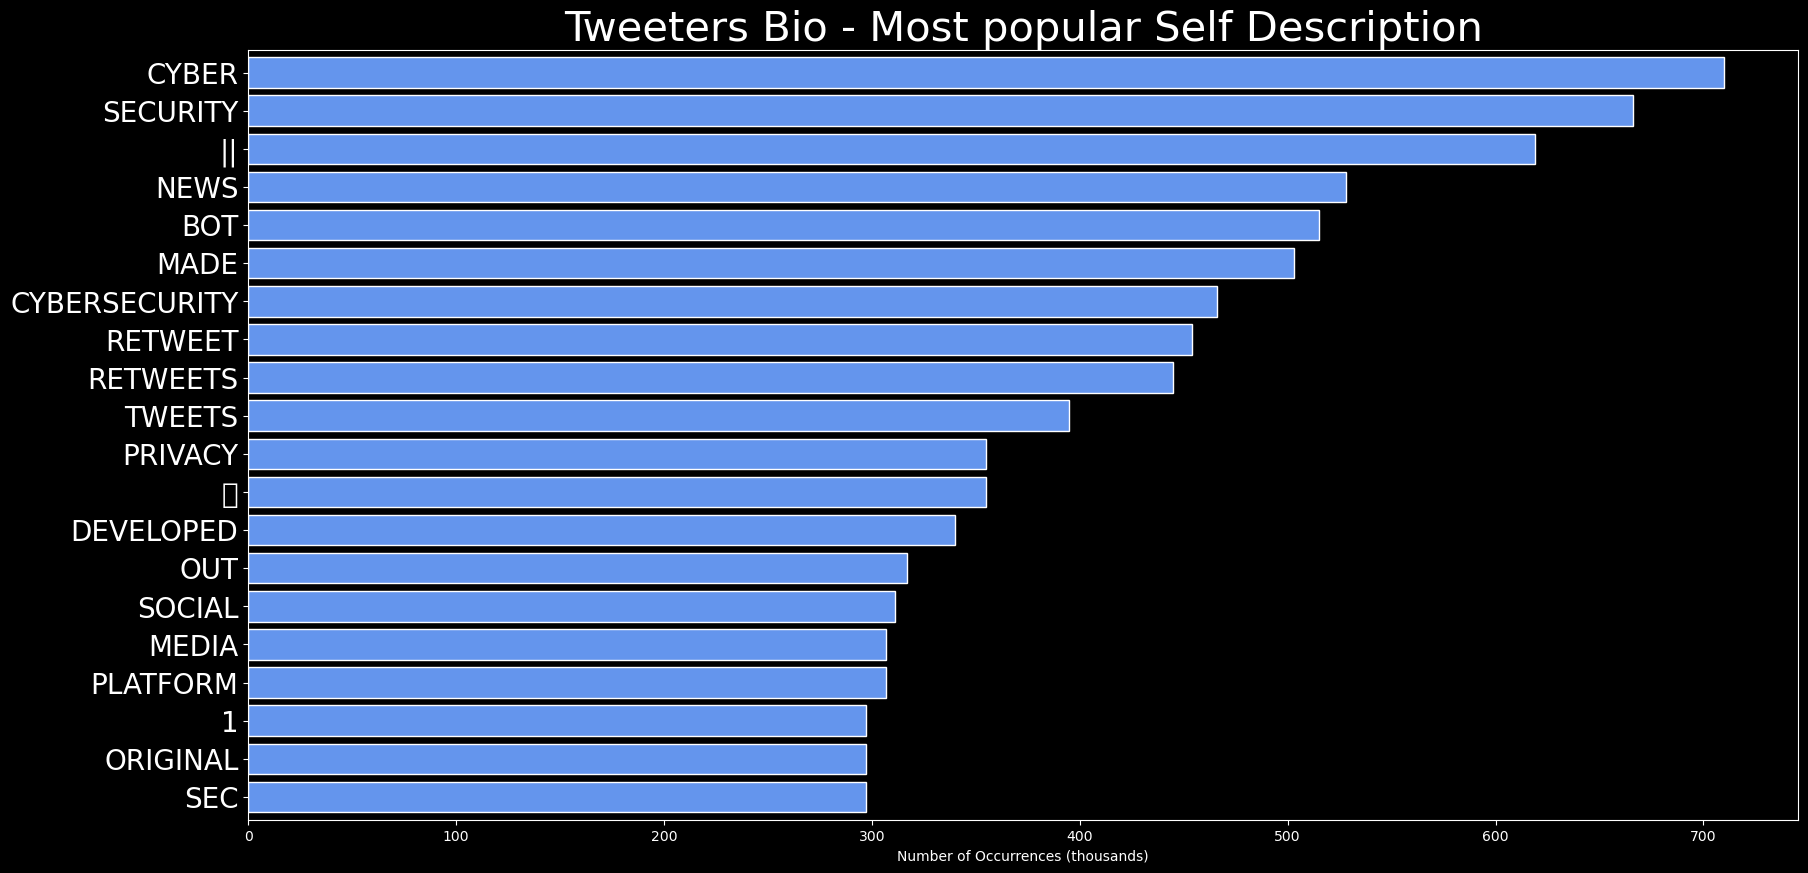 Tweeters Bio - Most popular Self Description
CYBER
SECURITY
||
NEWS
BOT
MADE
CYBERSECURITY
RETWEET
RETWEETS
TWEETS
PRIVACY
DEVELOPED
OUT
SOCIAL
MEDIA
PLATFORM
1
ORIGINAL
SEC
0 100 200 300 400 500 600 700
Number of Occurrences (thousands)